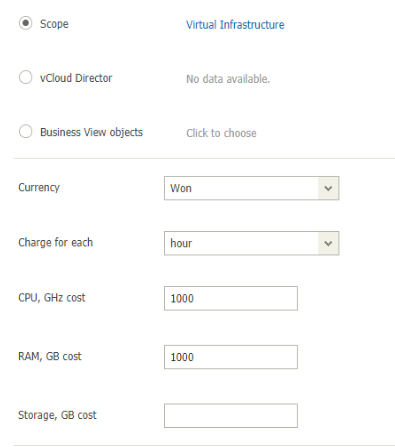 Scope Virtual Infrastructure
vCloud Director No data available.
Business View objects Click to choose
Currency Won
Charge for each hour
CPU, GHz cost 1000
RAM, GB cost 1000
Storage, GB cost